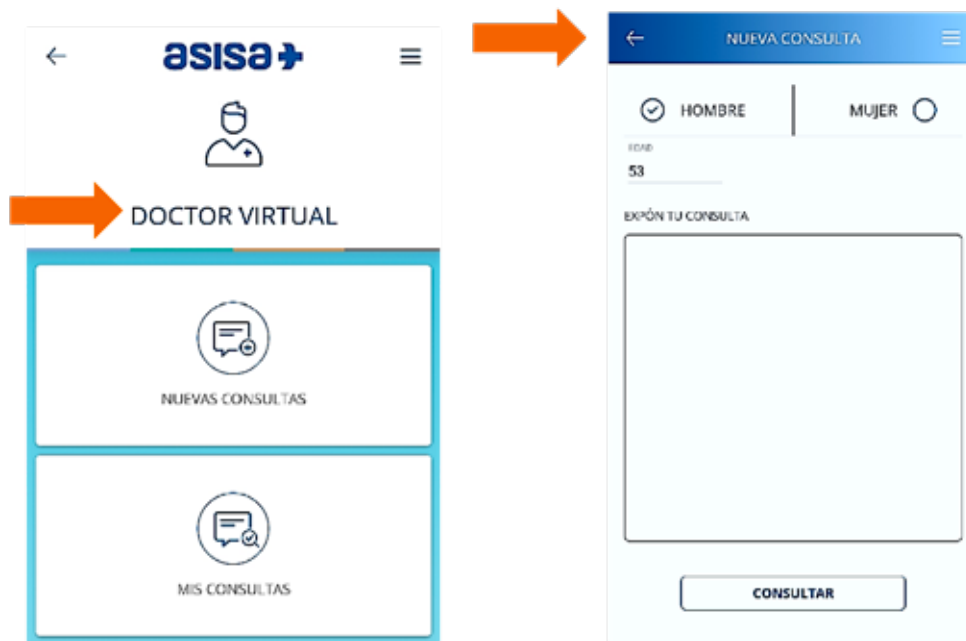 asisa
DOCTOR VIRTUAL
NUEVAS CONSULTAS
MIS CONSULTAS
NUEVA CONSULTA
HOMBRE
MUJER
EDAD
53
EXPÓN TU CONSULTA
CONSULTAR